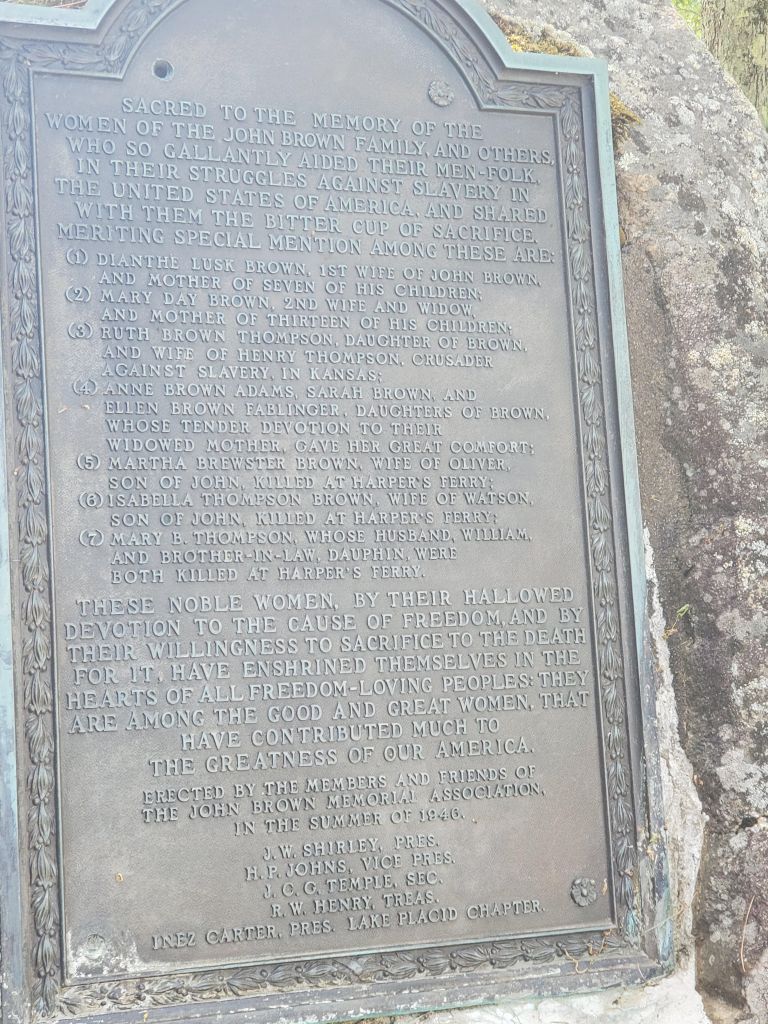 SACRED TO THE MEMORY OF THE
WOMEN OF THE JOHN BROWN FAMILY, AND OTHERS,
WHO SO GALLANTLY AIDED THEIR MEN-FOLK,
IN THEIR STRUGGLES AGAINST SLAVERY IN
THE UNITED STATES OF AMERICA, AND SHARED
WITH THEM THE BITTER CUP OF SACRIFICE.
MERITING SPECIAL MENTION AMONG THESE ARE:
(1) DIANTHE LUSK BROWN, 1ST WIFE OF JOHN BROWN,
AND MOTHER OF SEVEN OF HIS CHILDREN;
(2) MARY DAY BROWN, 2ND WIFE AND WIDOW,
AND MOTHER OF THIRTEEN OF HIS CHILDREN;
(3) RUTH BROWN THOMPSON, DAUGHTER OF BROWN,
AND WIFE OF HENRY THOMPSON, CRUSADER
AGAINST SLAVERY, IN KANSAS;
(4) ANNE BROWN ADAMS, SARAH BROWN, AND
ELLEN BROWN FABLINGER, DAUGHTERS OF BROWN,
WHOSE TENDER DEVOTION TO THEIR
WIDOWED MOTHER, GAVE HER GREAT COMFORT;
(5) MARTHA BREWSTER BROWN, WIFE OF OLIVER,
SON OF JOHN, KILLED AT HARPER'S FERRY;
(6) ISABELLA THOMPSON BROWN, WIFE OF WATSON,
SON OF JOHN, KILLED AT HARPER'S FERRY;
(7) MARY B. THOMPSON, WHOSE HUSBAND, WILLIAM,
AND BROTHER-IN-LAW, DAUPHIN, WERE
BOTH KILLED AT HARPER'S FERRY.
THESE NOBLE WOMEN, BY THEIR HALLOWED
DEVOTION TO THE CAUSE OF FREEDOM, AND BY
THEIR WILLINGNESS TO SACRIFICE TO THE DEATH
FOR IT, HAVE ENSHRINED THEMSELVES IN THE
HEARTS OF ALL FREEDOM-LOVING PEOPLES: THEY
ARE AMONG THE GOOD AND GREAT WOMEN, THAT
HAVE CONTRIBUTED MUCH TO
THE GREATNESS OF OUR AMERICA.
ERECTED BY THE MEMBERS AND FRIENDS OF
THE JOHN BROWN MEMORIAL ASSOCIATION,
IN THE SUMMER OF 1946.
J. W. SHIRLEY, PRES.
H. P. JOHNS, VICE PRES.
J. C. G. TEMPLE, SEC.
R. W. HENRY, TREAS.
INEZ CARTER, PRES. LAKE PLACID CHAPTER.